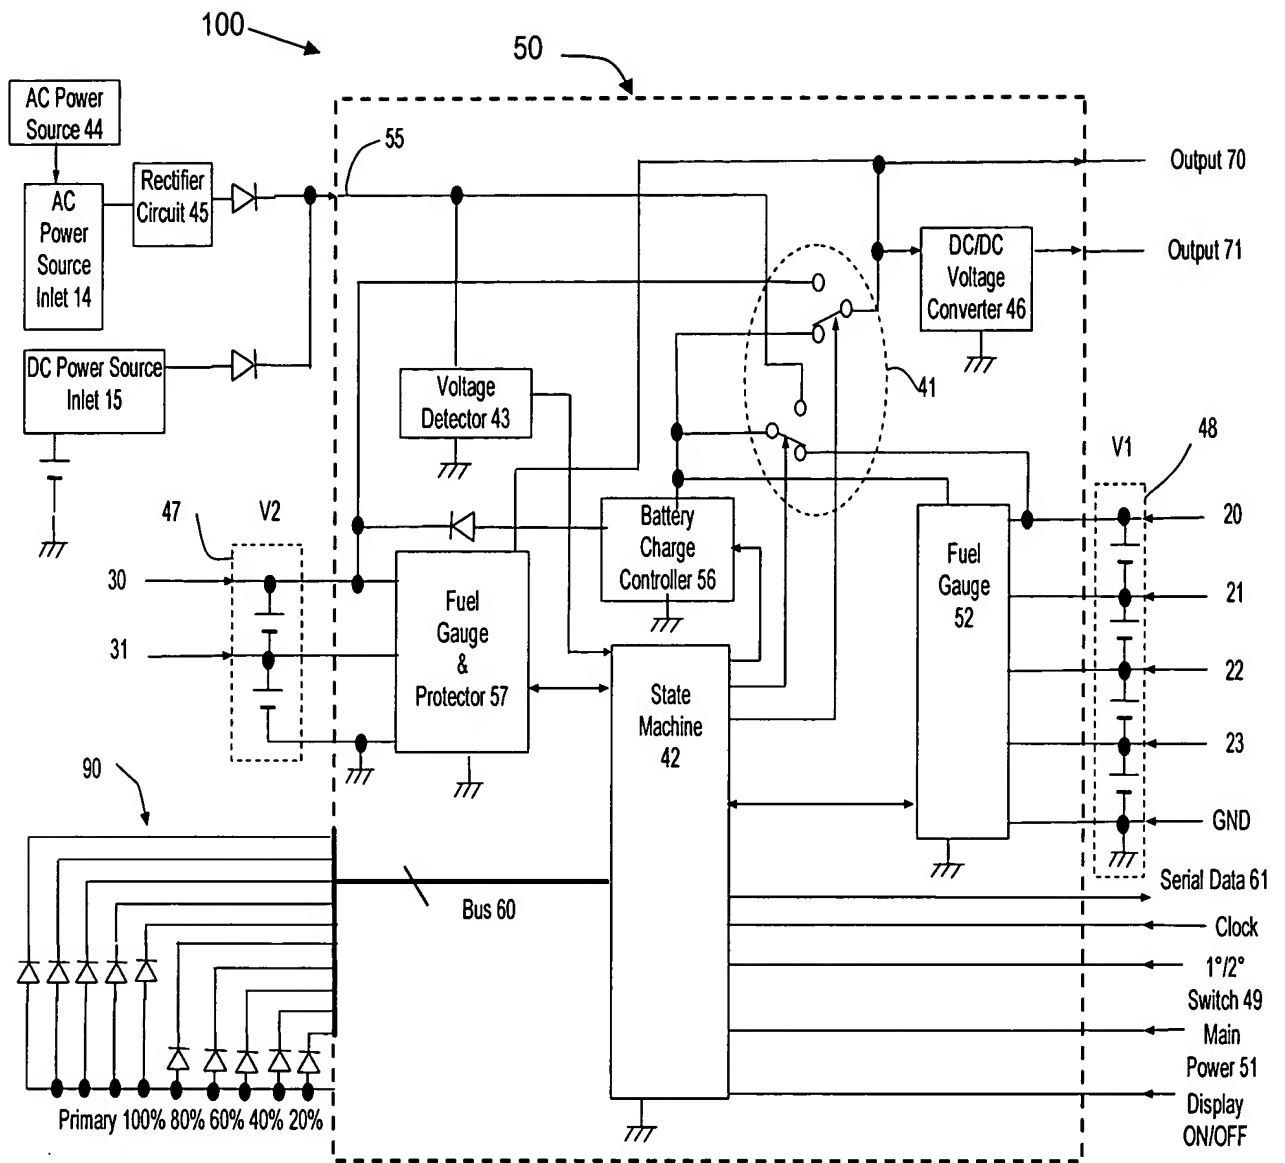 100
50
AC Power
Source 44
55
Output 70
Rectifier
Circuit 45
AC
Power
Source
Inlet 14
DC/DC
Voltage
Converter 46
Output 71
DC Power Source
Inlet 15
Voltage
Detector 43
41
V1
48
47
V2
Battery
Charge
Controller 56
20
Fuel
Gauge
52
30
Fuel
Gauge
&
Protector 57
21
31
State
Machine
42
22
23
90
GND
Bus 60
Serial Data 61
Clock
1°/2°
Switch 49
Main
Power 51
Display
ON/OFF
Primary 100% 80% 60% 40% 20%